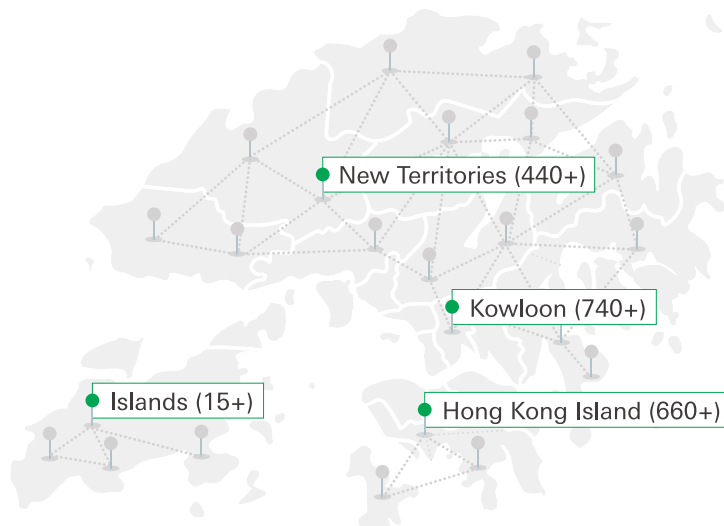 New Territories (440+)
Kowloon (740+)
Islands (15+)
Hong Kong Island (660+)